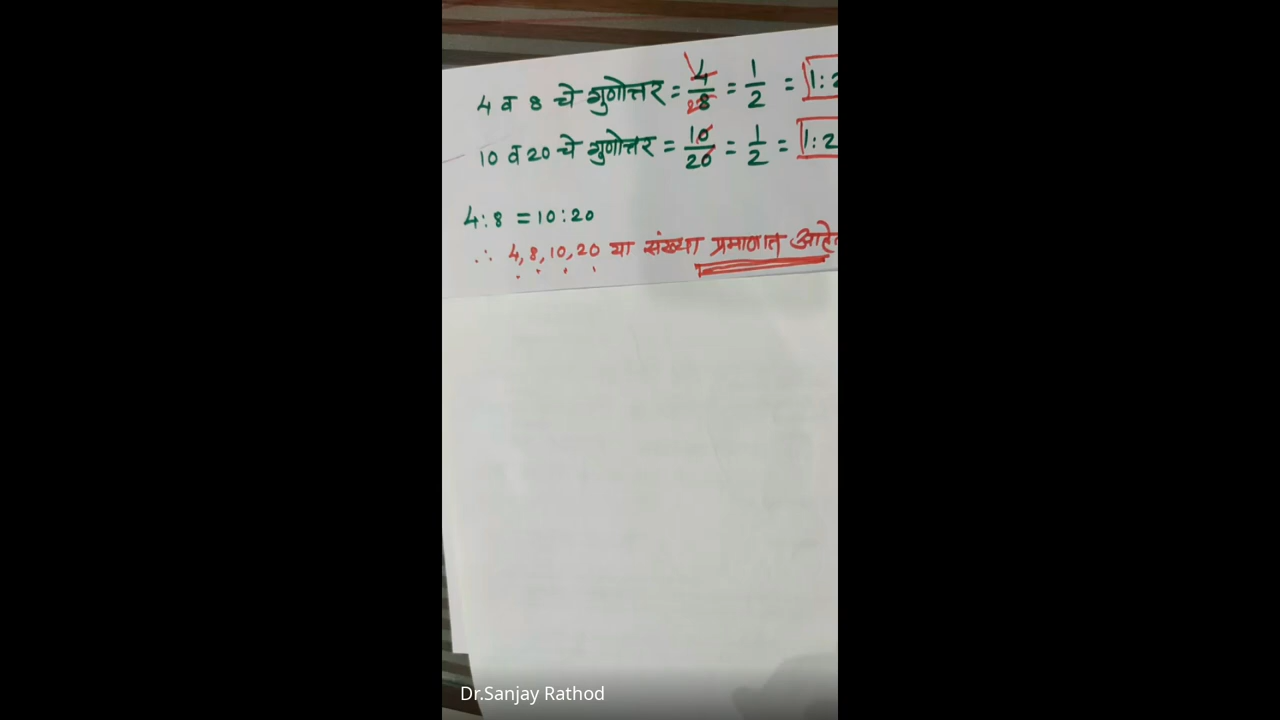 4 व 8 चे गुणोत्तर = 4/8 = 1/2 = 1:2
10 व 20 चे गुणोत्तर = 10/20 = 1/2 = 1:2
4:8 = 10:20
∴ 4, 8, 10, 20 या संख्या प्रमाणात आहेत
Dr.Sanjay Rathod